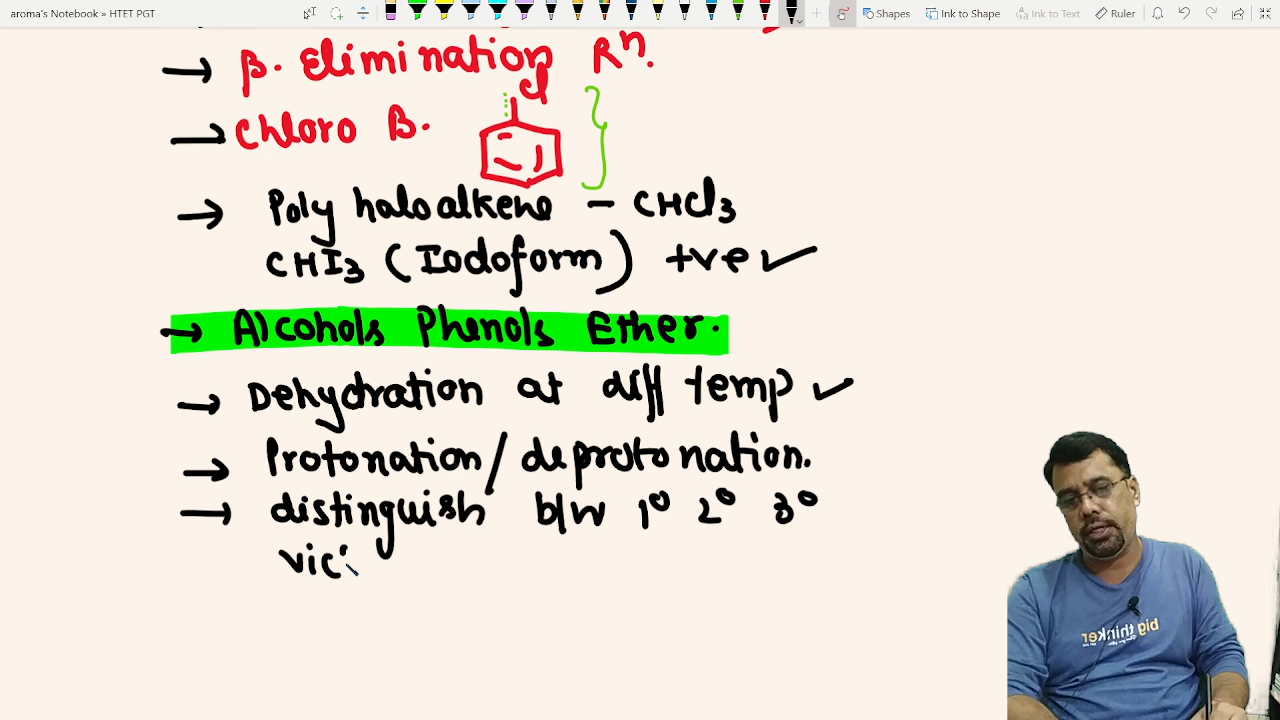 aroma's Notebook » HTET PGT
Shapes Ink to Shape Ink to Text Ruler
→ β. Elimination Rⁿ.
→ Chloro B. Cl
→ Poly haloalkene – CHCl3
CHI3 (Iodoform) +ve ✓
→ Alcohols Phenols Ether.
→ Dehydration at diff temp ✓
→ Protonation/deprotonation.
→ distinguish b/w 1° 2° 3°
vic
big thinker